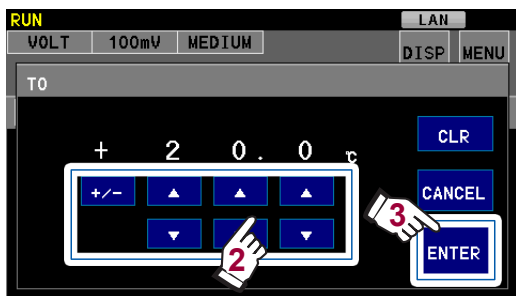 RUN LAN
VOLT 100mV MEDIUM DISP MENU
T0
+ 2 0. 0 ℃
CLR
+/- ▲ ▲ ▲ CANCEL
3
▼ ▼ ENTER
2